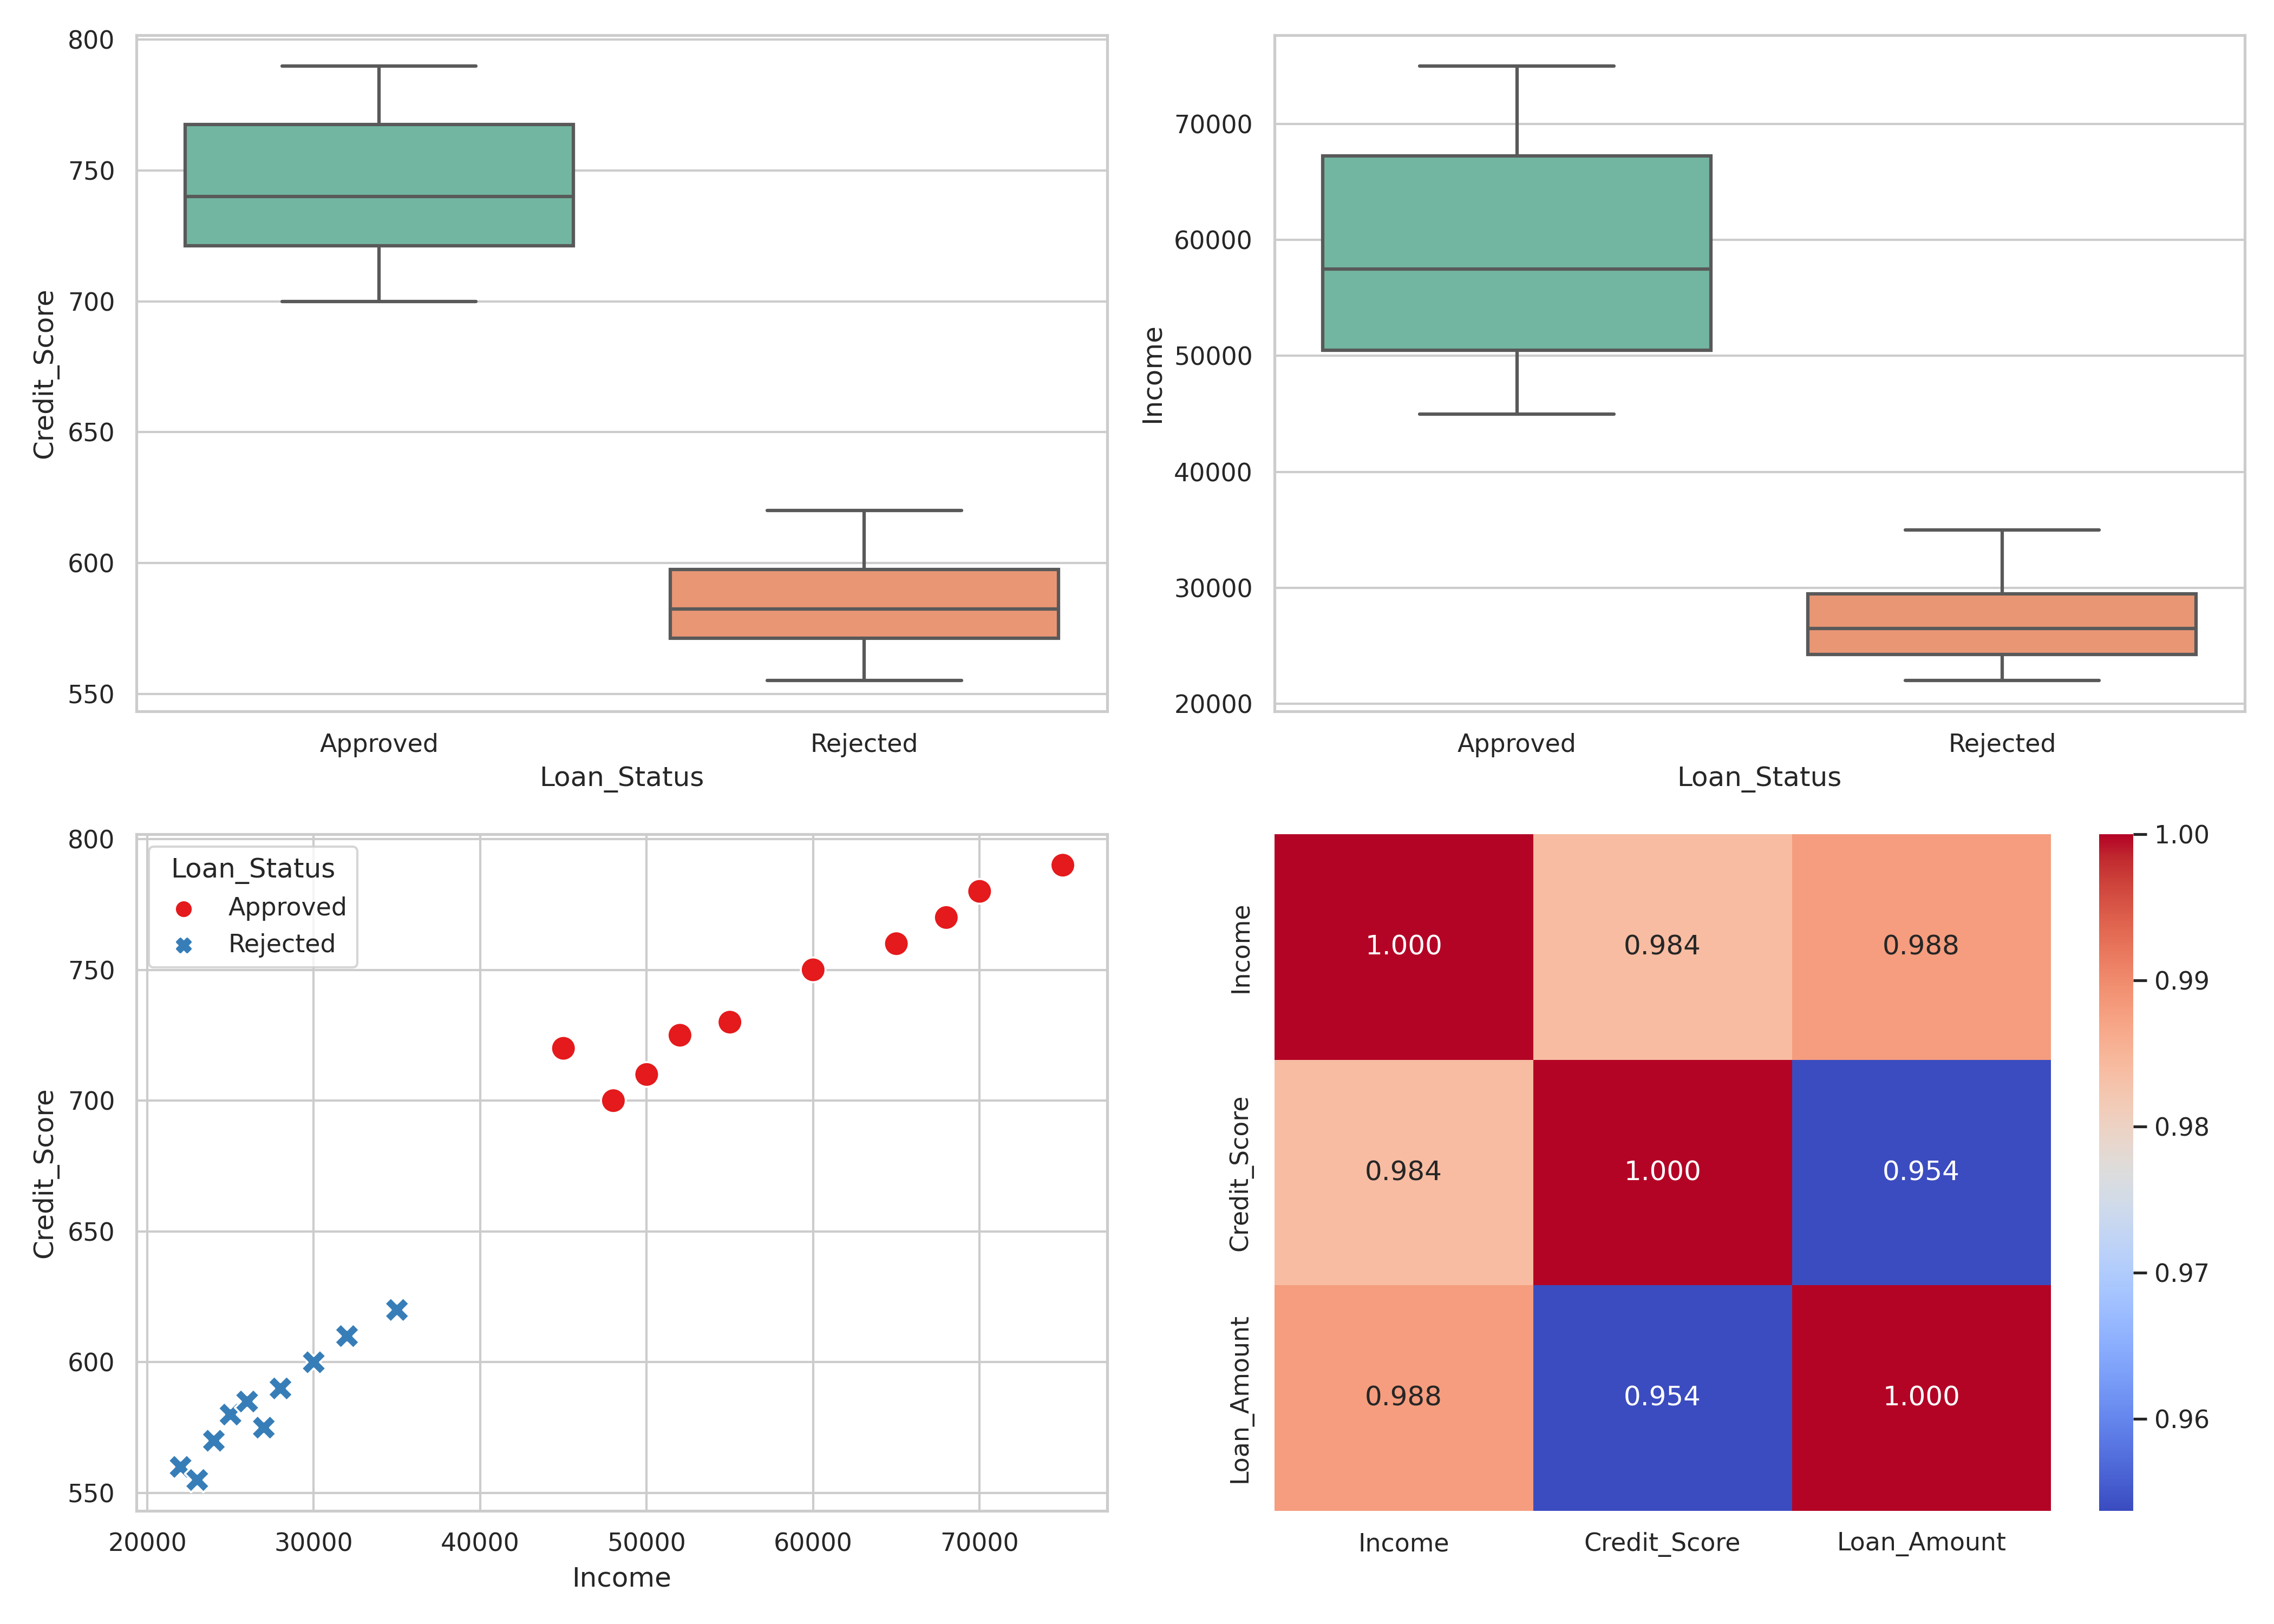 800
750
700
650
600
550
Credit_Score
Approved
Rejected
Loan_Status
70000
60000
50000
40000
30000
20000
Income
Approved
Rejected
Loan_Status
800
750
700
650
600
550
Credit_Score
Loan_Status
Approved
Rejected
20000 30000 40000 50000 60000 70000
Income
Income
Credit_Score
Loan_Amount
1.000 0.984 0.988
0.984 1.000 0.954
0.988 0.954 1.000
Income Credit_Score Loan_Amount
1.00
0.99
0.98
0.97
0.96